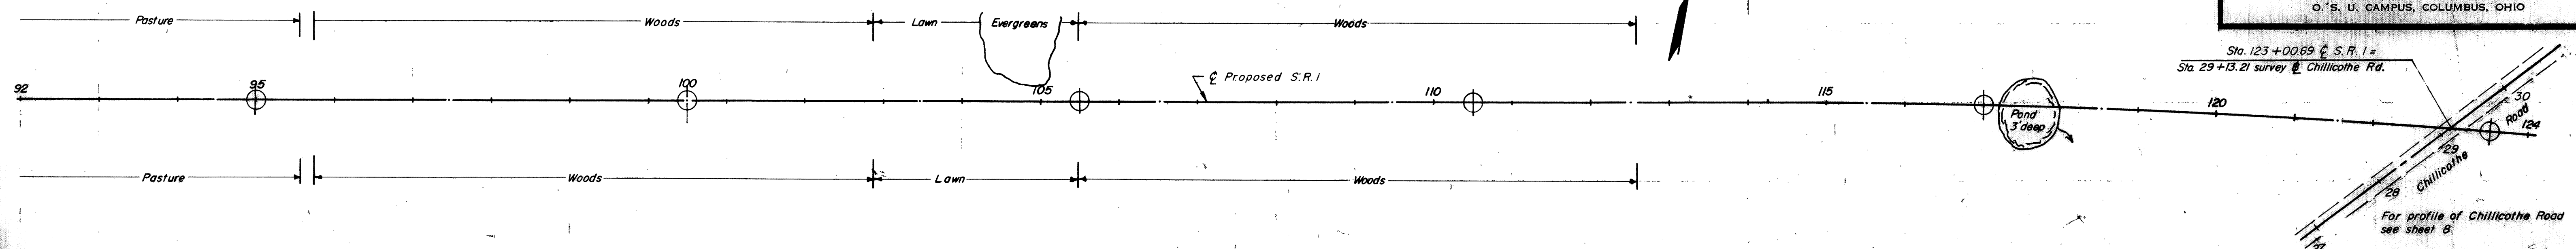 Pasture
Woods
Lawn
Evergreens
Woods
O. S. U. CAMPUS, COLUMBUS, OHIO
Sta. 123+00.69 ℄ S.R. 1 =
Sta. 29+13.21 survey ℄ Chillicothe Rd.
℄ Proposed S.R. 1
92
95
100
105
110
115
120
124
Pond
3' deep
30
29
28
27
Chillicothe Road
Pasture
Woods
Lawn
Woods
For profile of Chillicothe Road
see sheet 8